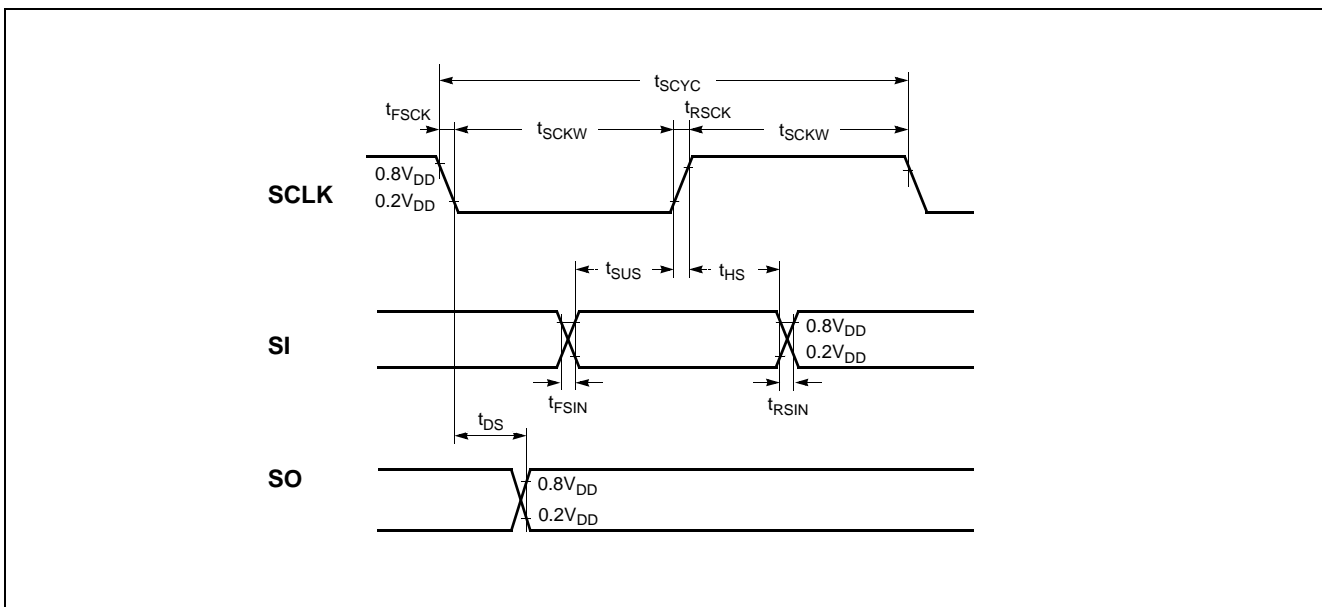 tSCYC
tFSCK
tRSCK
tSCKW
tSCKW
0.8VDD
SCLK
0.2VDD
tSUS
tHS
0.8VDD
SI
0.2VDD
tFSIN
tRSIN
tDS
SO
0.8VDD
0.2VDD